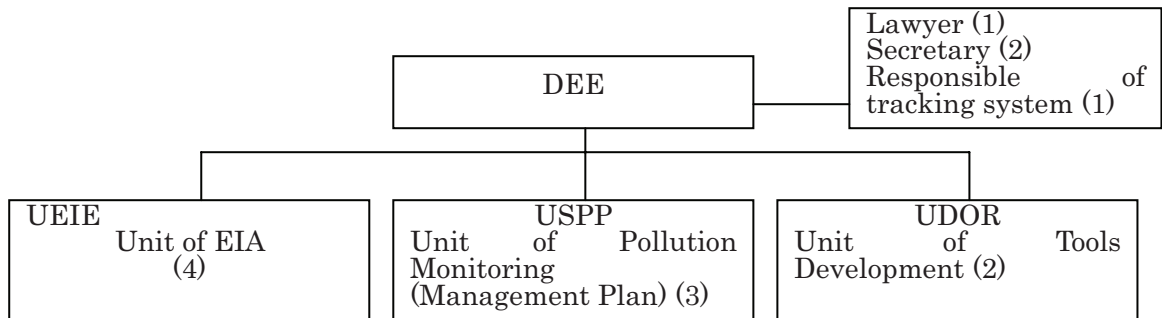 Lawyer (1)
Secretary (2)
Responsible of
tracking system (1)
DEE
UEIE
Unit of EIA
(4)
USPP
Unit of Pollution
Monitoring
(Management Plan) (3)
UDOR
Unit of Tools
Development (2)